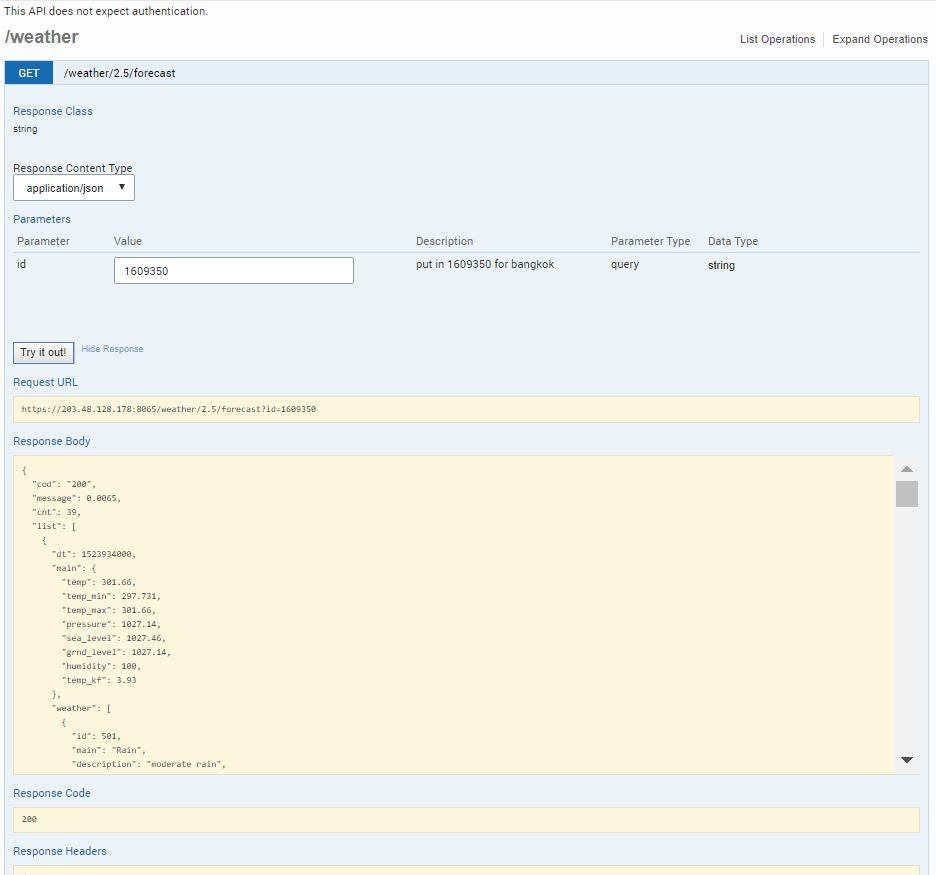 This API does not expect authentication.
/weather
List Operations Expand Operations
GET /weather/2.5/forecast
Response Class
string
Response Content Type
application/json ▼
Parameters
Parameter Value Description Parameter Type Data Type
id 1609350 put in 1609350 for bangkok query string
Try it out! Hide Response
Request URL
https://203.48.128.178:8065/weather/2.5/forecast?id=1609350
Response Body
{
"cod": "200",
"message": 0.0065,
"cnt": 39,
"list": [
{
"dt": 1523934000,
"main": {
"temp": 301.66,
"temp_min": 297.731,
"temp_max": 301.66,
"pressure": 1027.14,
"sea_level": 1027.46,
"grnd_level": 1027.14,
"humidity": 100,
"temp_kf": 3.93
},
"weather": [
{
"id": 501,
"main": "Rain",
"description": "moderate rain",
Response Code
200
Response Headers